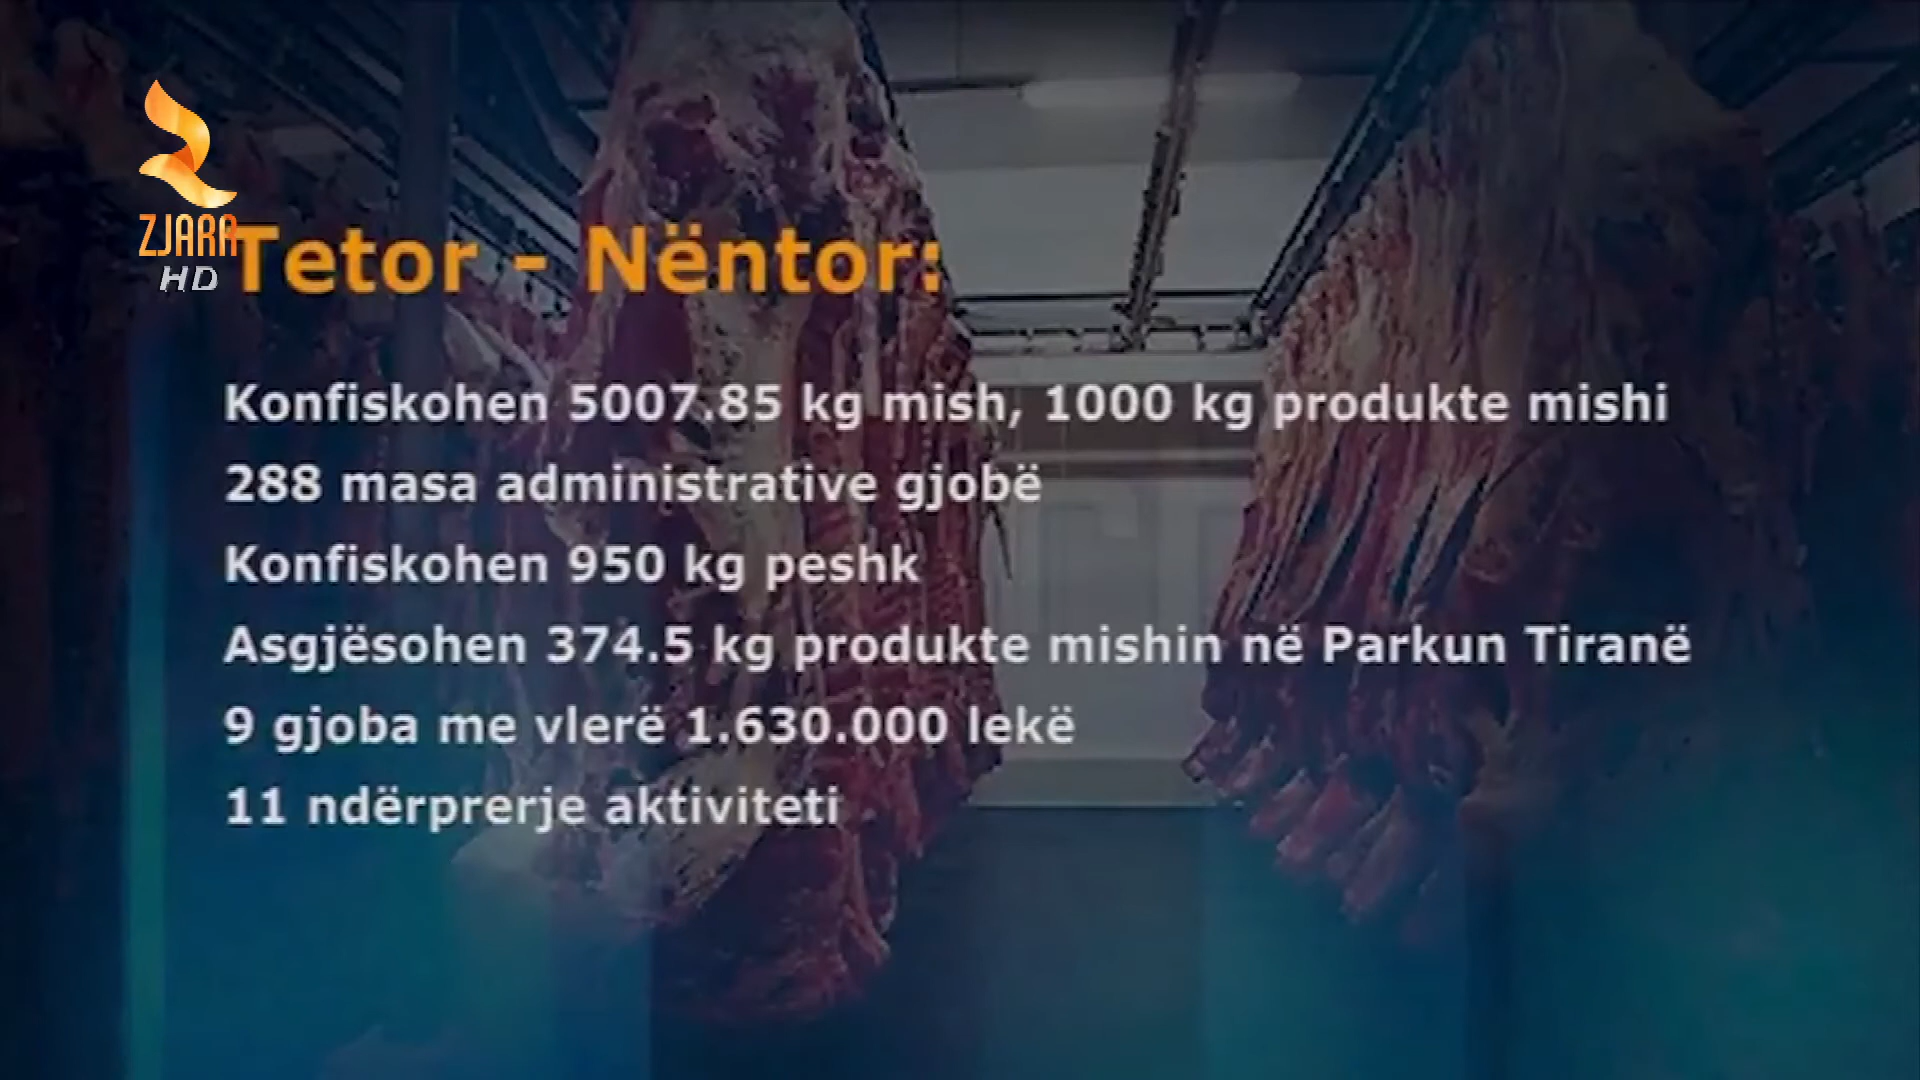 ZJARR
HD
Tetor - Nëntor:
Konfiskohen 5007.85 kg mish, 1000 kg produkte mishi
288 masa administrative gjobë
Konfiskohen 950 kg peshk
Asgjësohen 374.5 kg produkte mishin në Parkun Tiranë
9 gjoba me vlerë 1.630.000 lekë
11 ndërprerje aktiviteti